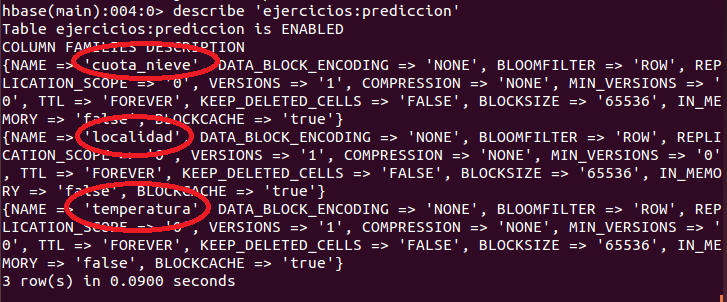 hbase(main):004:0> describe 'ejercicios:prediccion'
Table ejercicios:prediccion is ENABLED
COLUMN FAMILIES DESCRIPTION
{NAME => 'cuota_nieve' DATA_BLOCK_ENCODING => 'NONE', BLOOMFILTER => 'ROW', REP
LICATION_SCOPE => '0', VERSIONS => '1', COMPRESSION => 'NONE', MIN_VERSIONS => '
0', TTL => 'FOREVER', KEEP_DELETED_CELLS => 'FALSE', BLOCKSIZE => '65536', IN_ME
MORY => 'false', BLOCKCACHE => 'true'}
{NAME => 'localidad' DATA_BLOCK_ENCODING => 'NONE', BLOOMFILTER => 'ROW', REPLI
CATION_SCOPE => '0', VERSIONS => '1', COMPRESSION => 'NONE', MIN_VERSIONS => '0'
, TTL => 'FOREVER', KEEP_DELETED_CELLS => 'FALSE', BLOCKSIZE => '65536', IN_MEMO
RY => 'false', BLOCKCACHE => 'true'}
{NAME => 'temperatura' DATA_BLOCK_ENCODING => 'NONE', BLOOMFILTER => 'ROW', REP
LICATION_SCOPE => '0', VERSIONS => '1', COMPRESSION => 'NONE', MIN_VERSIONS => '
0', TTL => 'FOREVER', KEEP_DELETED_CELLS => 'FALSE', BLOCKSIZE => '65536', IN_ME
MORY => 'false', BLOCKCACHE => 'true'}
3 row(s) in 0.0900 seconds